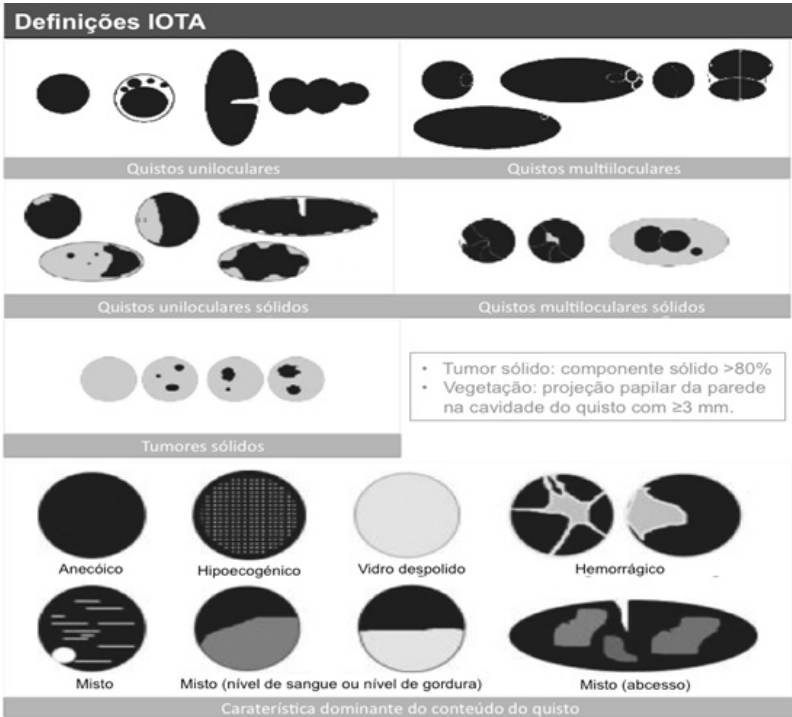 Definições IOTA
Quistos uniloculares
Quistos multiiloculares
Quistos uniloculares sólidos
Quistos multiloculares sólidos
• Tumor sólido: componente sólido >80%
• Vegetação: projeção papilar da parede
na cavidade do quisto com ≥3 mm.
Tumores sólidos
Anecóico
Hipoecogénico
Vidro despolido
Hemorrágico
Misto
Misto (nível de sangue ou nível de gordura)
Misto (abcesso)
Caraterística dominante do conteúdo do quisto